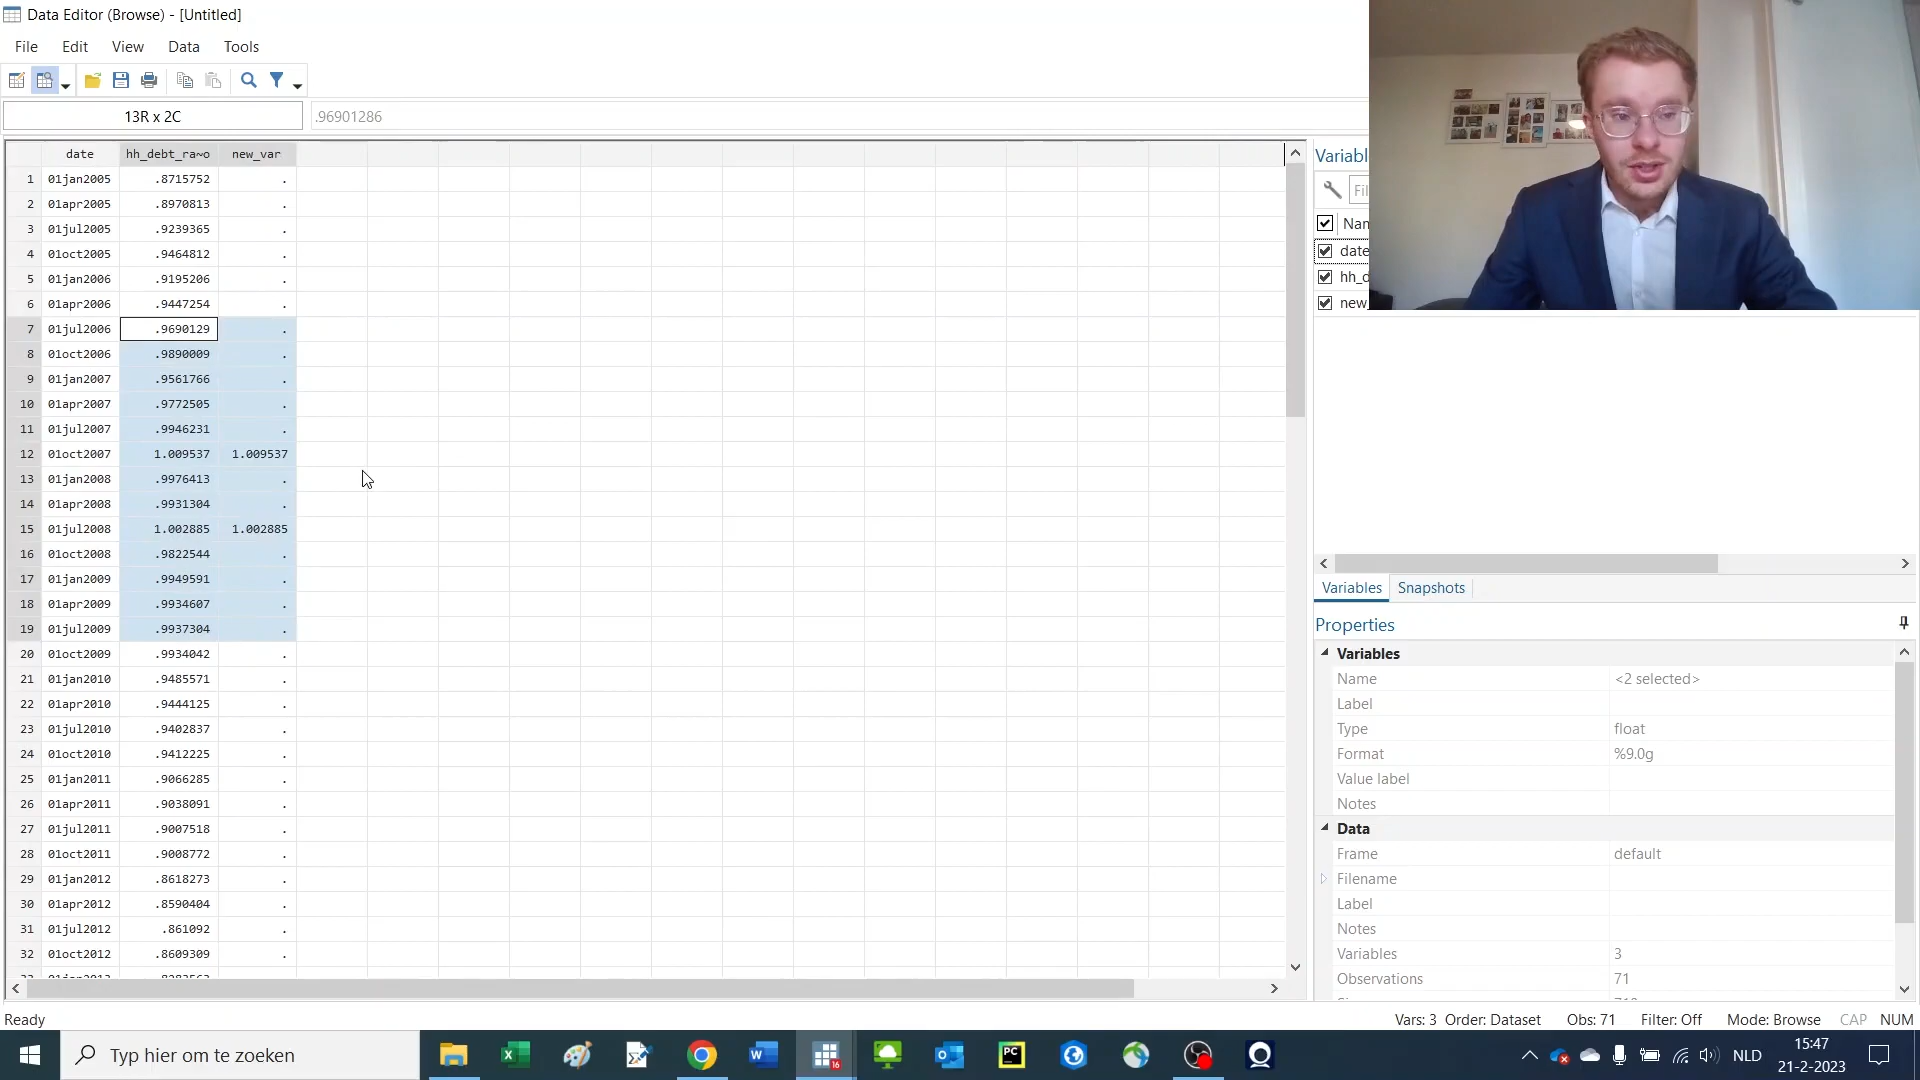 Data Editor (Browse) - [Untitled]
File Edit View Data Tools
13R x 2C .96901286
date hh_debt_ra~o new_var
1 01jan2005 .8715752 .
2 01apr2005 .8970813 .
3 01jul2005 .9239365 .
4 01oct2005 .9464812 .
5 01jan2006 .9195206 .
6 01apr2006 .9447254 .
7 01jul2006 .9690129 .
8 01oct2006 .9890009 .
9 01jan2007 .9561766 .
10 01apr2007 .9772505 .
11 01jul2007 .9946231 .
12 01oct2007 1.009537 1.009537
13 01jan2008 .9976413 .
14 01apr2008 .9931304 .
15 01jul2008 1.002885 1.002885
16 01oct2008 .9822544 .
17 01jan2009 .9949591 .
18 01apr2009 .9934607 .
19 01jul2009 .9937304 .
20 01oct2009 .9934042 .
21 01jan2010 .9485571 .
22 01apr2010 .9444125 .
23 01jul2010 .9402837 .
24 01oct2010 .9412225 .
25 01jan2011 .9066285 .
26 01apr2011 .9038091 .
27 01jul2011 .9007518 .
28 01oct2011 .9008772 .
29 01jan2012 .8618273 .
30 01apr2012 .8590404 .
31 01jul2012 .861092 .
32 01oct2012 .8609309 .
Variabl
Fil
Nam
date
hh_d
new_
Variables Snapshots
Properties
Variables
Name <2 selected>
Label
Type float
Format %9.0g
Value label
Notes
Data
Frame default
Filename
Label
Notes
Variables 3
Observations 71
Ready Vars: 3 Order: Dataset Obs: 71 Filter: Off Mode: Browse CAP NUM
Typ hier om te zoeken
16
PC
NLD
15:47
21-2-2023